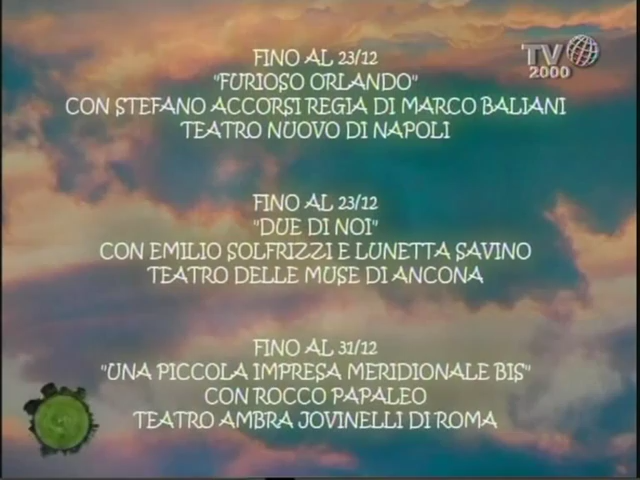 FINO AL 23/12
"FURIOSO ORLANDO"
CON STEFANO ACCORSI REGIA DI MARCO BALIANI
TEATRO NUOVO DI NAPOLI
TV
2000
FINO AL 23/12
"DUE DI NOI"
CON EMILIO SOLFRIZZI E LUNETTA SAVINO
TEATRO DELLE MUSE DI ANCONA
FINO AL 31/12
"UNA PICCOLA IMPRESA MERIDIONALE BIS"
CON ROCCO PAPALEO
TEATRO AMBRA JOVINELLI DI ROMA